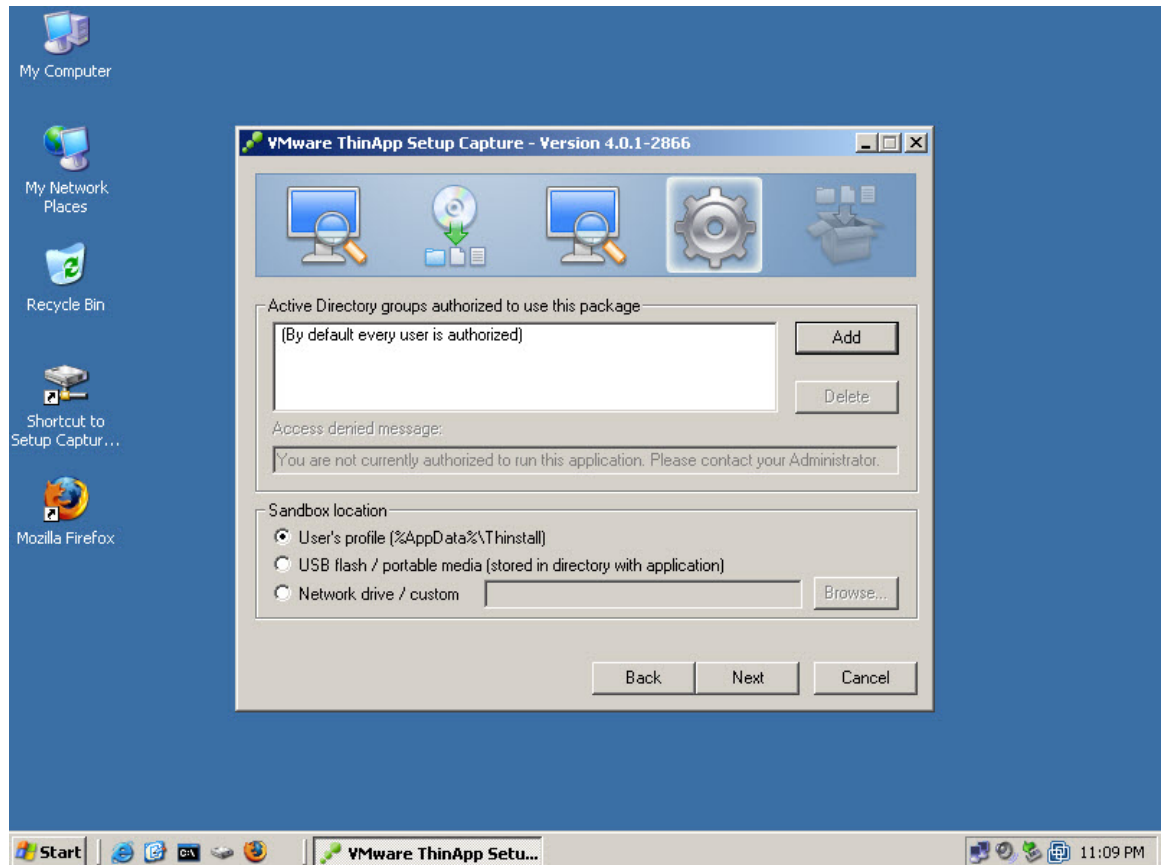 My Computer
My Network
Places
Recycle Bin
Shortcut to
Setup Captur...
Mozilla Firefox
VMware ThinApp Setup Capture - Version 4.0.1-2866
Active Directory groups authorized to use this package
(By default every user is authorized)
Add
Delete
Access denied message:
You are not currently authorized to run this application. Please contact your Administrator.
Sandbox location
User's profile (%AppData%\Thinstall)
USB flash / portable media (stored in directory with application)
Network drive / custom
Browse...
Back
Next
Cancel
Start
C:\
VMware ThinApp Setu...
11:09 PM